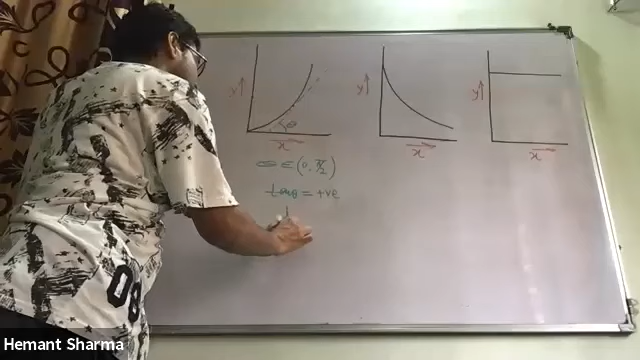 y↑
θ
x
y↑
x
y↑
x
θ ∈ (0, π/2)
tanθ = +ve
08
Hemant Sharma